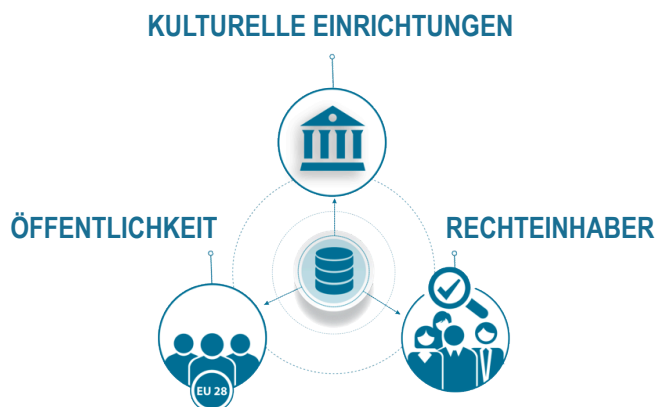 KULTURELLE EINRICHTUNGEN
ÖFFENTLICHKEIT
RECHTEINHABER
EU 28